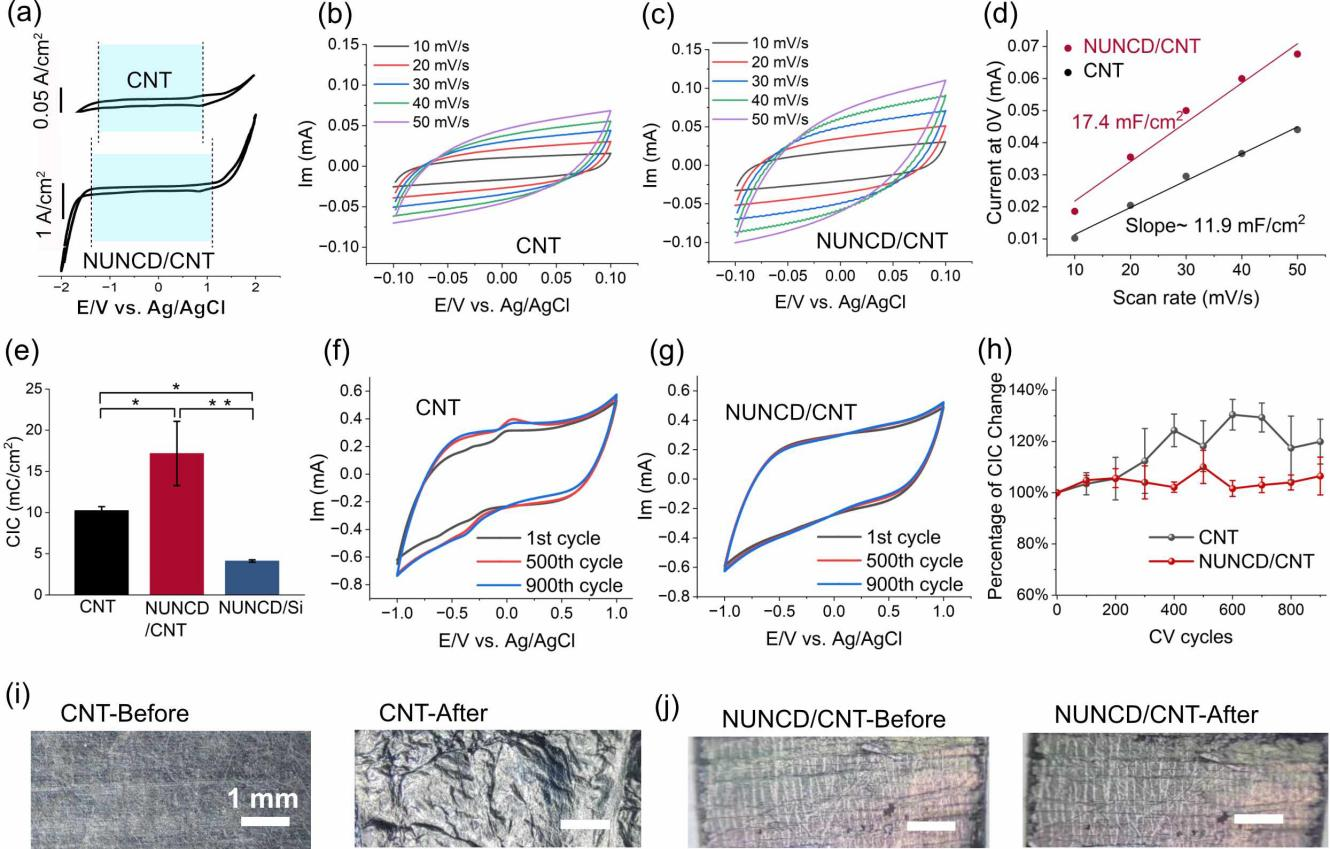 (a)
0.05 A/cm²
1 A/cm²
CNT
NUNCD/CNT
−2 −1 0 1 2
E/V vs. Ag/AgCl
(b)
0.15
0.10
0.05
0.00
−0.05
−0.10
Im (mA)
10 mV/s
20 mV/s
30 mV/s
40 mV/s
50 mV/s
CNT
−0.10 −0.05 0.00 0.05 0.10
E/V vs. Ag/AgCl
(c)
0.15
0.10
0.05
0.00
−0.05
−0.10
Im (mA)
10 mV/s
20 mV/s
30 mV/s
40 mV/s
50 mV/s
NUNCD/CNT
−0.10 −0.05 0.00 0.05 0.10
E/V vs. Ag/AgCl
(d)
0.07
0.06
0.05
0.04
0.03
0.02
0.01
Current at 0V (mA)
NUNCD/CNT
CNT
17.4 mF/cm²
Slope~ 11.9 mF/cm²
10 20 30 40 50
Scan rate (mV/s)
(e)
25
20
15
10
5
0
CIC (mC/cm²)
*
* * *
CNT NUNCD NUNCD/Si
/CNT
(f)
0.6
0.4
0.2
0.0
−0.2
−0.4
−0.6
−0.8
Im (mA)
CNT
1st cycle
500th cycle
900th cycle
−1.0 −0.5 0.0 0.5 1.0
E/V vs. Ag/AgCl
(g)
0.6
0.4
0.2
0.0
−0.2
−0.4
−0.6
−0.8
Im (mA)
NUNCD/CNT
1st cycle
500th cycle
900th cycle
−1.0 −0.5 0.0 0.5 1.0
E/V vs. Ag/AgCl
(h)
140%
120%
100%
80%
60%
Percentage of CIC Change
CNT
NUNCD/CNT
0 200 400 600 800
CV cycles
(i)
CNT-Before
1 mm
CNT-After
(j)
NUNCD/CNT-Before
NUNCD/CNT-After